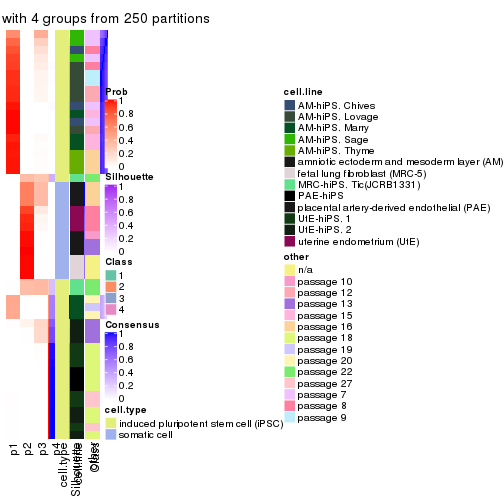 with 4 groups from 250 partitions
Prob
1
0.8
0.6
0.4
0.2
0
Silhouette
1
0.8
0.6
0.4
0.2
0
Class
1
2
3
4
Consensus
1
0.8
0.6
0.4
0.2
0
cell.type
induced pluripotent stem cell (iPSC)
somatic cell
cell.line
AM-hiPS. Chives
AM-hiPS. Lovage
AM-hiPS. Marry
AM-hiPS. Sage
AM-hiPS. Thyme
amniotic ectoderm and mesoderm layer (AM)
fetal lung fibroblast (MRC-5)
MRC-hiPS. Tic(JCRB1331)
PAE-hiPS
placental artery-derived endothelial (PAE)
UtE-hiPS. 1
UtE-hiPS. 2
uterine endometrium (UtE)
other
n/a
passage 10
passage 12
passage 13
passage 15
passage 16
passage 18
passage 19
passage 20
passage 22
passage 27
passage 7
passage 8
passage 9
p1
p2
p3
p4
cell.type
Silhouette
cell.line
Class
other